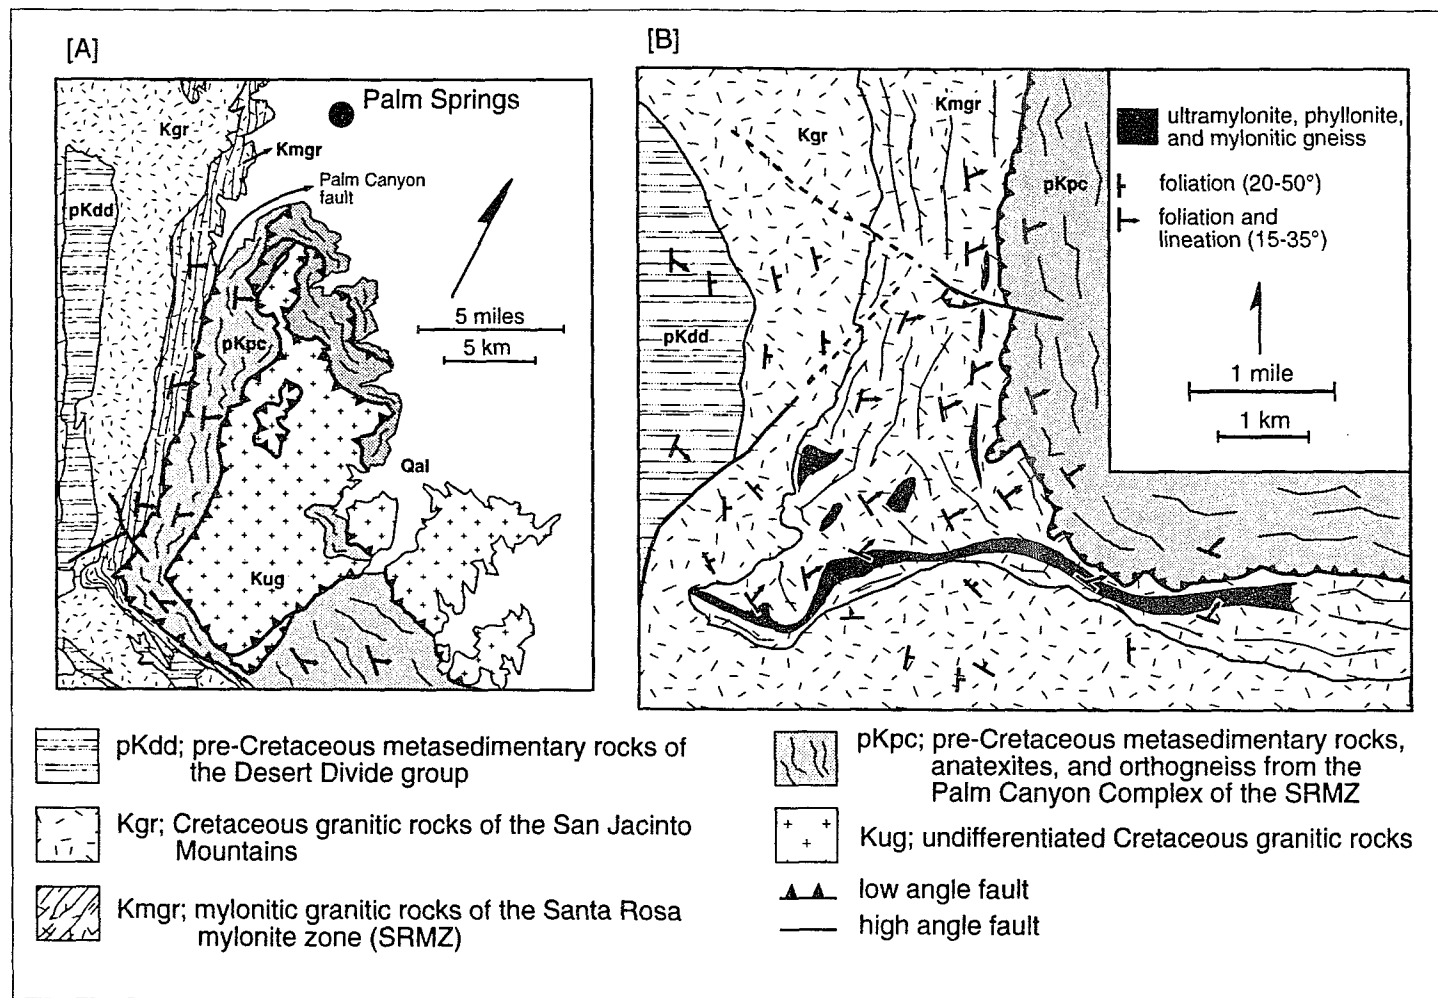 [A]
Palm Springs
Kgr
Kmgr
Palm Canyon
fault
pKdd
5 miles
5 km
pKpc
Qal
Kug
[B]
Kmgr
Kgr
pKpc
pKdd
ultramylonite, phyllonite,
and mylonitic gneiss
foliation (20-50°)
foliation and
lineation (15-35°)
1 mile
1 km
pKdd; pre-Cretaceous metasedimentary rocks of
the Desert Divide group
Kgr; Cretaceous granitic rocks of the San Jacinto
Mountains
Kmgr; mylonitic granitic rocks of the Santa Rosa
mylonite zone (SRMZ)
pKpc; pre-Cretaceous metasedimentary rocks,
anatexites, and orthogneiss from the
Palm Canyon Complex of the SRMZ
Kug; undifferentiated Cretaceous granitic rocks
low angle fault
high angle fault